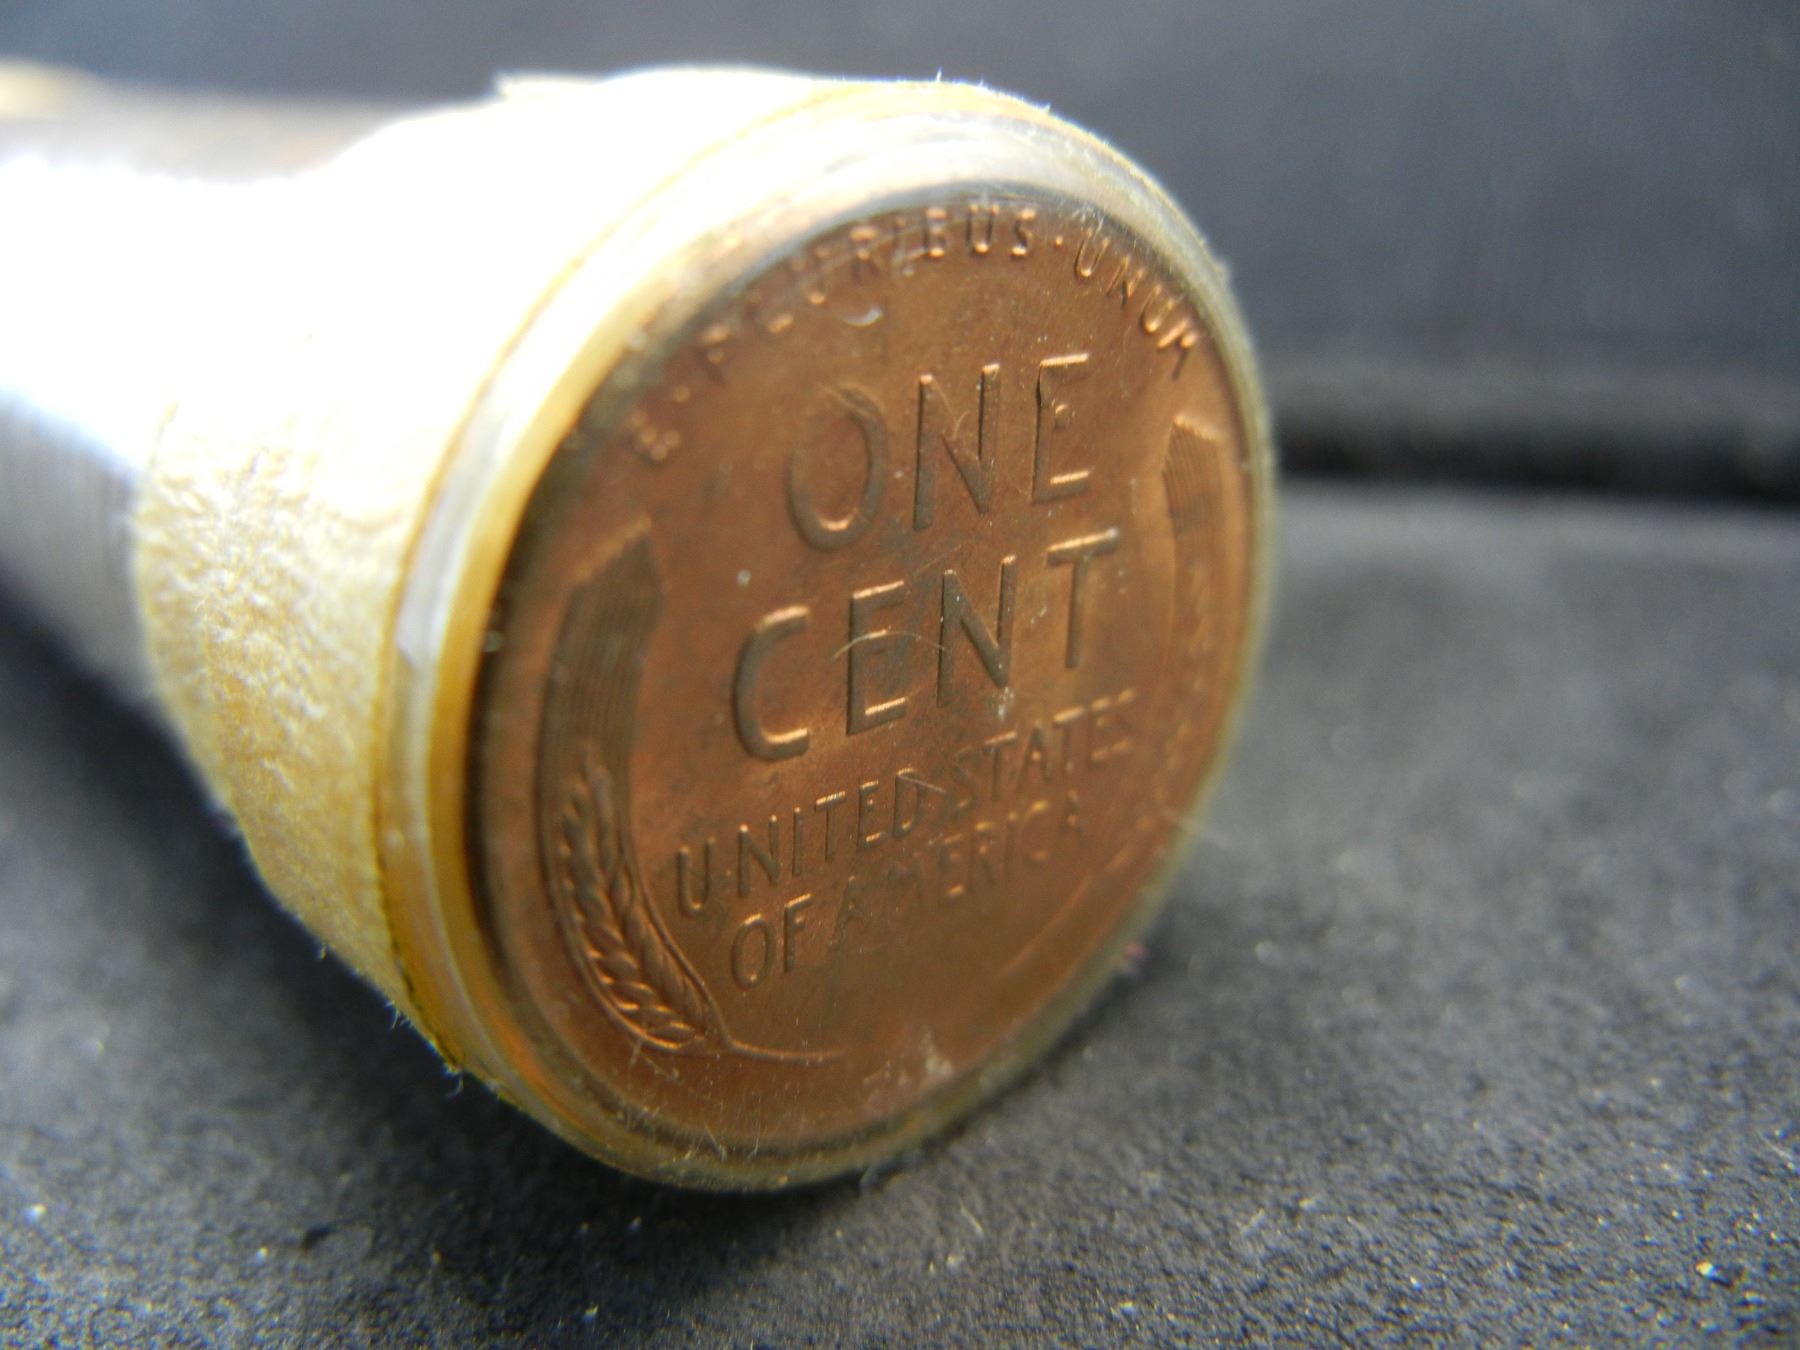 E · PLURIBUS · UNUM
ONE
CENT
UNITED STATES
OF AMERICA